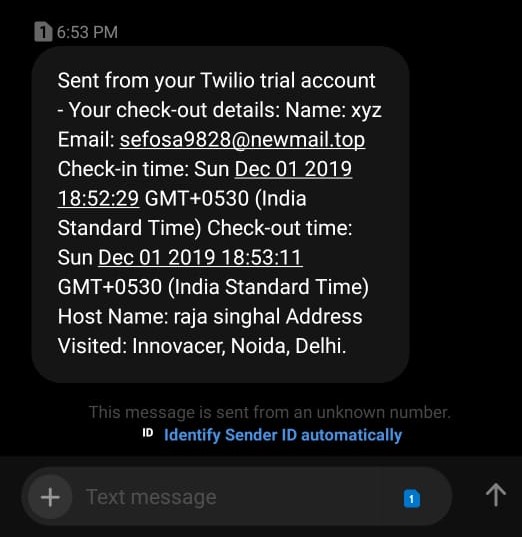 1 6:53 PM
Sent from your Twilio trial account
- Your check-out details: Name: xyz
Email: sefosa9828@newmail.top
Check-in time: Sun Dec 01 2019
18:52:29 GMT+0530 (India
Standard Time) Check-out time:
Sun Dec 01 2019 18:53:11
GMT+0530 (India Standard Time)
Host Name: raja singhal Address
Visited: Innovacer, Noida, Delhi.
This message is sent from an unknown number.
ID Identify Sender ID automatically
Text message
1